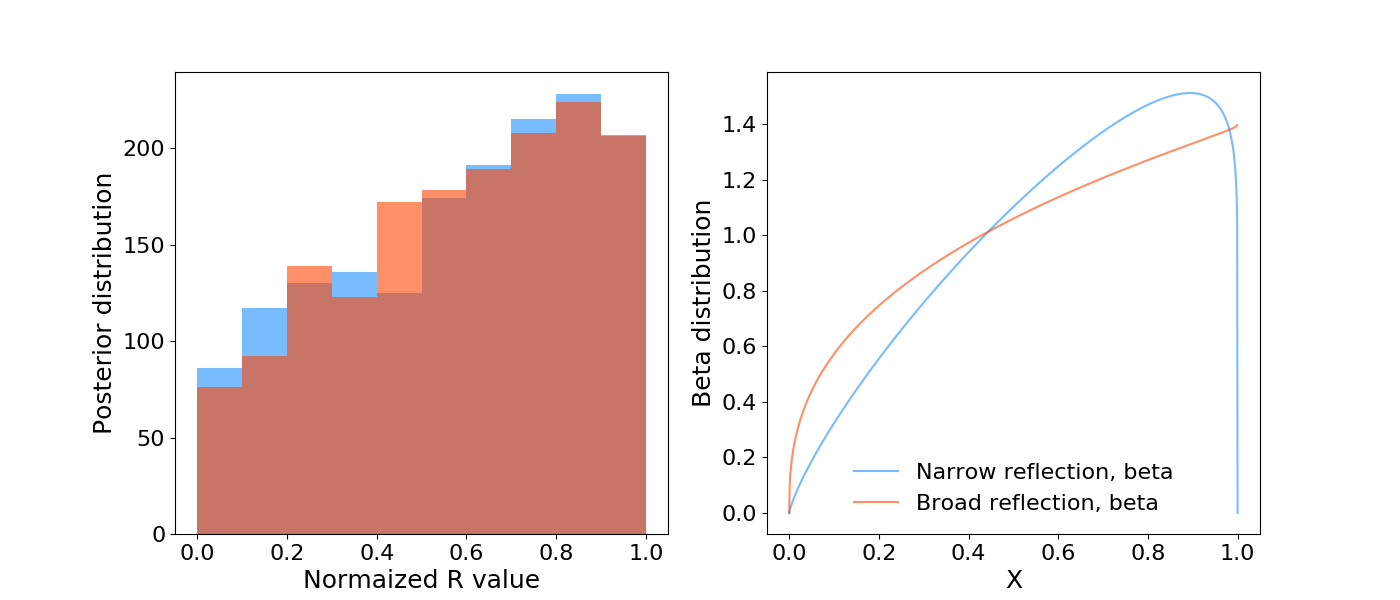 Posterior distribution
200
150
100
50
0
0.0 0.2 0.4 0.6 0.8 1.0
Normaized R value
Beta distribution
1.4
1.2
1.0
0.8
0.6
0.4
0.2
0.0
Narrow reflection, beta
Broad reflection, beta
0.0 0.2 0.4 0.6 0.8 1.0
X